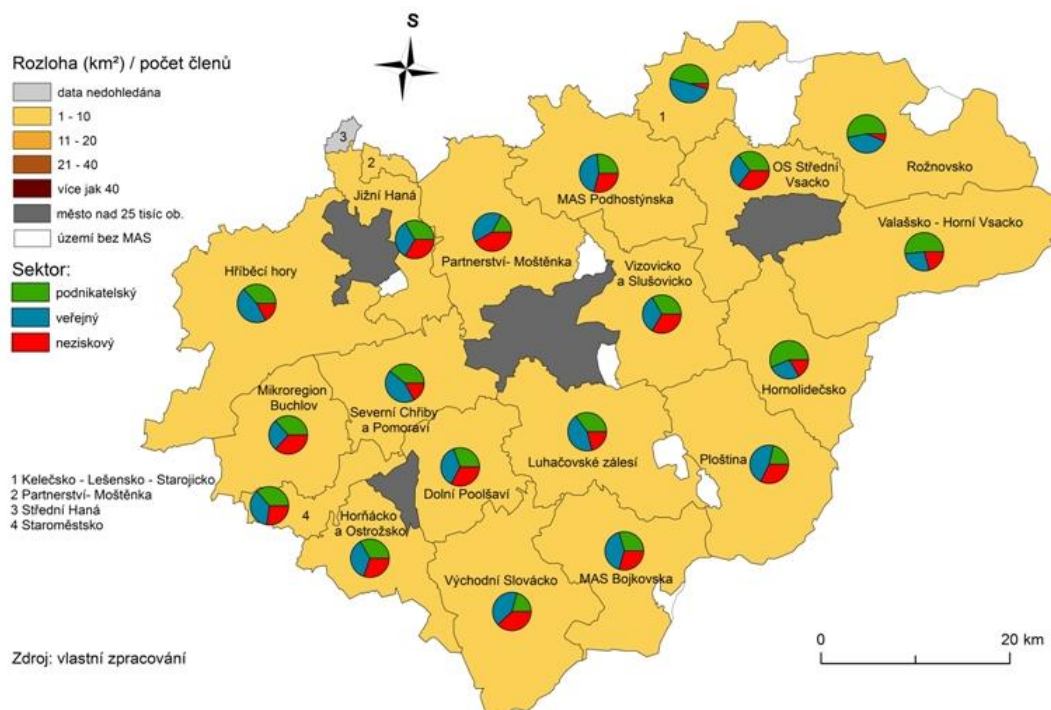 S
Rozloha (km²) / počet členů
data nedohledána
1 - 10
11 - 20
21 - 40
více jak 40
město nad 25 tisíc ob.
území bez MAS
Sektor:
podnikatelský
veřejný
neziskový
1
3
2
Jižní Haná
MAS Podhostýnska
OS Střední
Vsacko
Rožnovsko
Partnerství- Moštěnka
Valašsko - Horní Vsacko
Hříběcí hory
Vizovicko
a Slušovicko
Hornolidečsko
Mikroregion
Buchlov
Severní Chřiby
a Pomoraví
Luhačovské zálesí
Ploština
Dolní Poolšaví
1 Kelečsko - Lešensko - Starojicko
2 Partnerství- Moštěnka
3 Střední Haná
4 Staroměstsko
4
Horňácko
a Ostrožsko
Východní Slovácko
MAS Bojkovska
Zdroj: vlastní zpracování
0
20 km